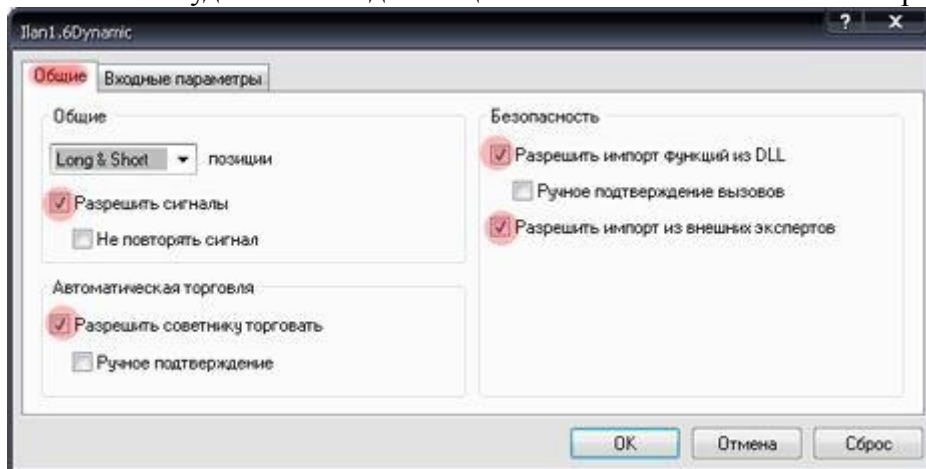 Ilan1.6Dynamic
Общие
Входные параметры
Общие
Long & Short позиции
Разрешить сигналы
Не повторять сигнал
Автоматическая торговля
Разрешить советнику торговать
Ручное подтверждение
Безопасность
Разрешить импорт функций из DLL
Ручное подтверждение вызовов
Разрешить импорт из внешних экспертов
OK
Отмена
Сброс